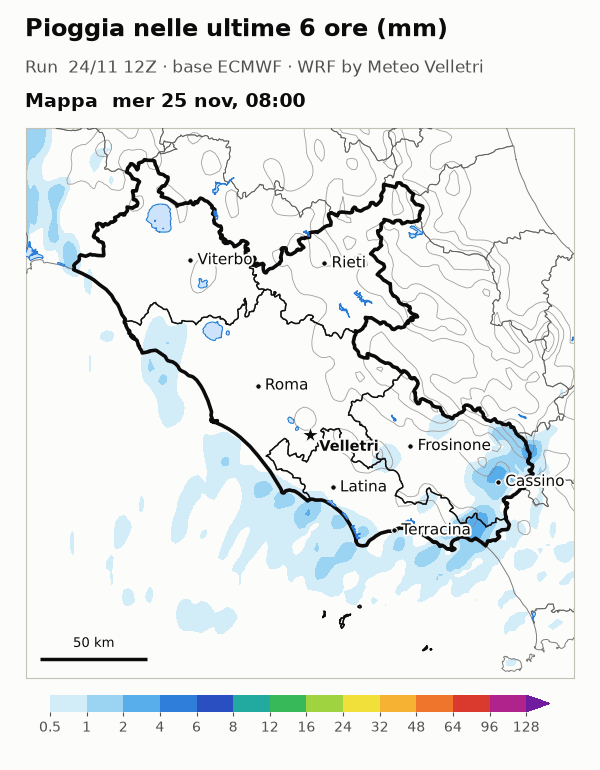 Pioggia nelle ultime 6 ore (mm)
Run  24/11 12Z · base ECMWF · WRF by Meteo Velletri
Mappa  mer 25 nov, 08:00
Viterbo
Rieti
Roma
Velletri
Frosinone
Cassino
Latina
Terracina
50 km
0.5 1 2 4 6 8 12 16 24 32 48 64 96 128